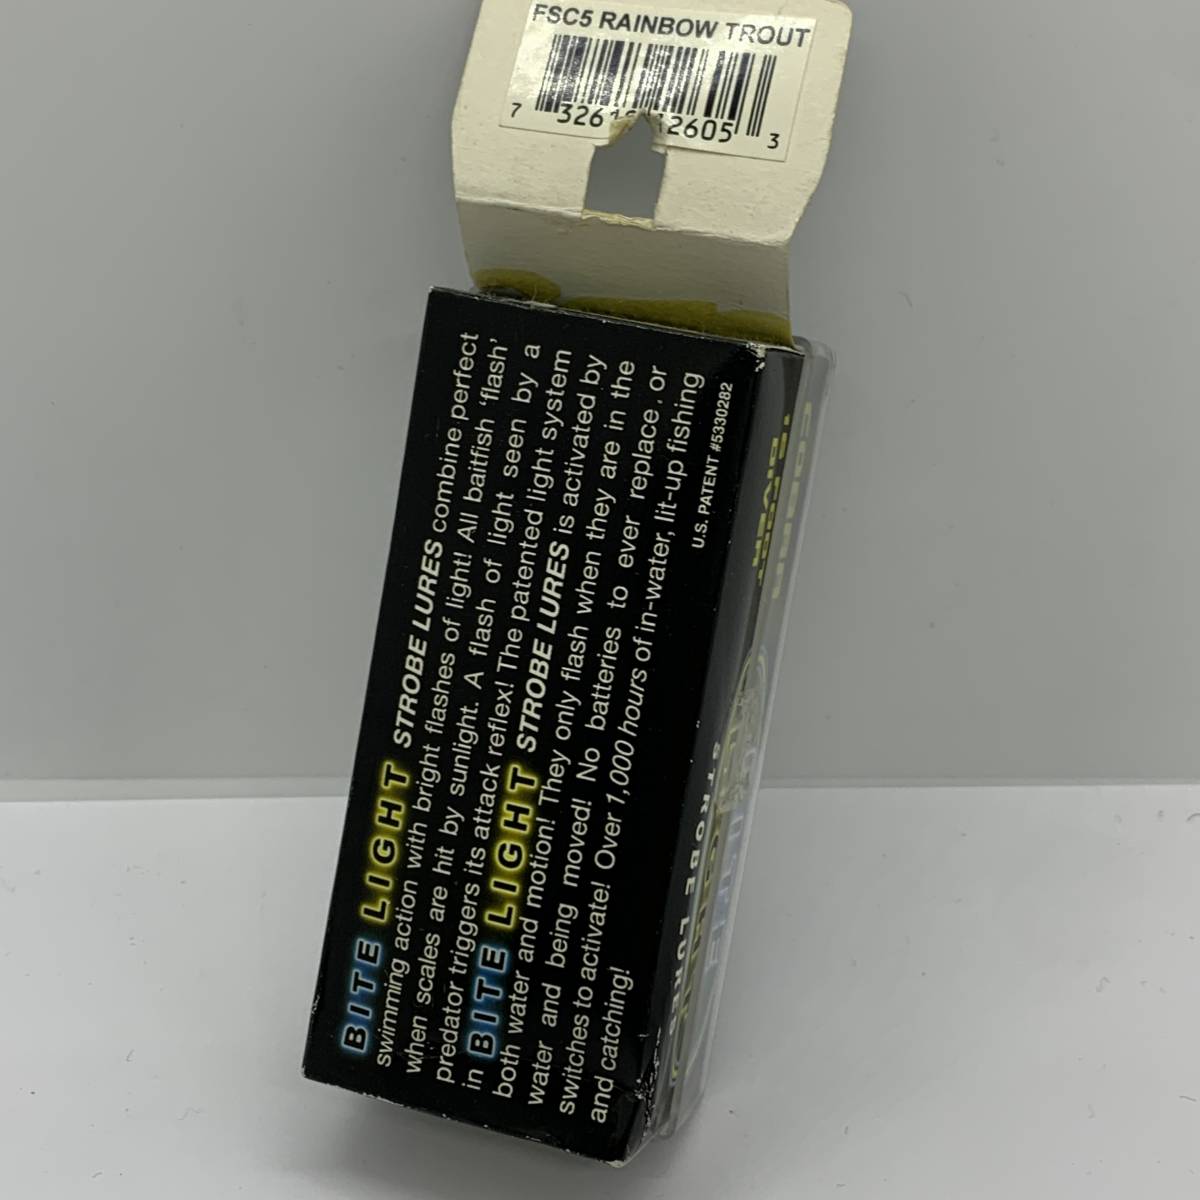 FSC5 RAINBOW TROUT
7 3261 12605 3
BITE LIGHT STROBE LURES combine perfect
swimming action with bright flashes of light! All baitfish 'flash'
when scales are hit by sunlight. A flash of light seen by a
predator triggers its attack reflex! The patented light system
in BITE LIGHT STROBE LURES is activated by
both water and motion! They only flash when they are in the
water and being moved! No batteries to ever replace, or
switches to activate! Over 1,000 hours of in-water, lit-up fishing
and catching!
U.S. PATENT #5330282
STROBE LURES